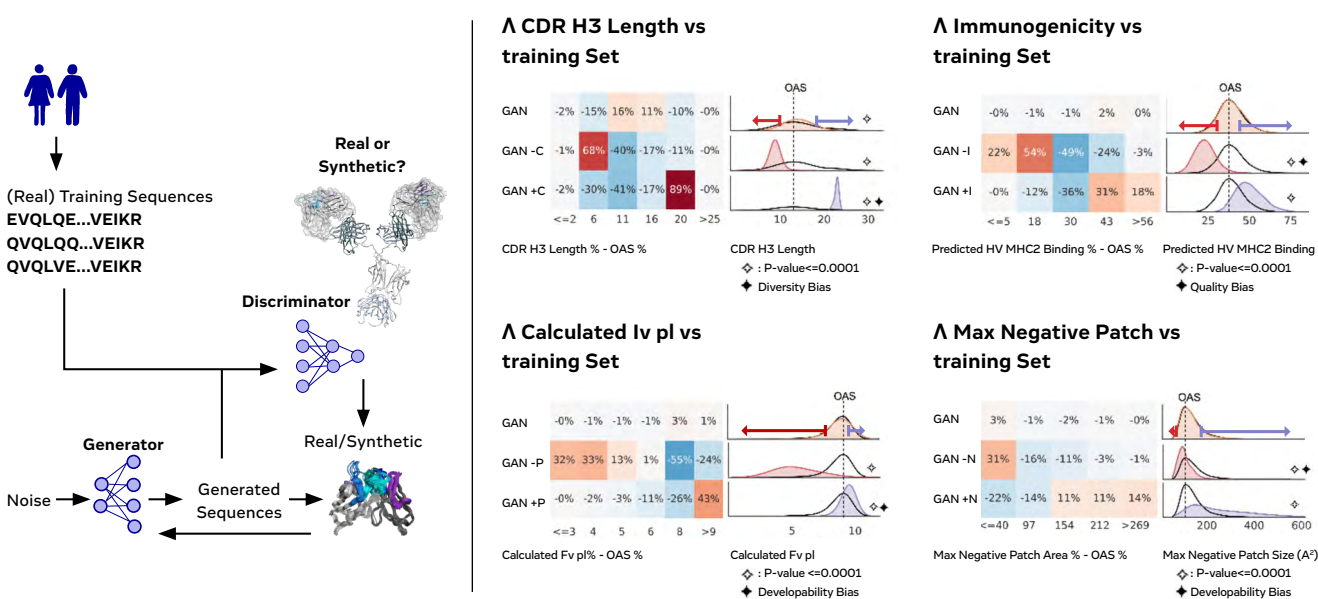 Real or
Synthetic?
(Real) Training Sequences
EVQLQE...VEIKR
QVQLQQ...VEIKR
QVQLVE...VEIKR
Discriminator
Generator
Real/Synthetic
Noise
Generated
Sequences
Λ CDR H3 Length vs
training Set
OAS
GAN -2% -15% 16% 11% -10% -0%
GAN -C -1% 68% -40% -17% -11% -0%
GAN +C -2% -30% -41% -17% 89% -0%
<=2 6 11 16 20 >25
10 20 30
CDR H3 Length % - OAS %
CDR H3 Length
✧ : P-value<=0.0001
✦ Diversity Bias
Λ Immunogenicity vs
training Set
OAS
GAN -0% -1% -1% 2% 0%
GAN -I 22% 54% -49% -24% -3%
GAN +I -0% -12% -36% 31% 18%
<=5 18 30 43 >56
25 50 75
Predicted HV MHC2 Binding % - OAS %
Predicted HV MHC2 Binding
✧ : P-value<=0.0001
✦ Quality Bias
Λ Calculated Iv pl vs
training Set
OAS
GAN -0% -1% -1% -1% 3% 1%
GAN -P 32% 33% 13% 1% -55% -24%
GAN +P -0% -2% -3% -11% -26% 43%
<=3 4 5 6 8 >9
5 10
Calculated Fv pl% - OAS %
Calculated Fv pl
✧ : P-value <=0.0001
✦ Developability Bias
Λ Max Negative Patch vs
training Set
OAS
GAN 3% -1% -2% -1% -0%
GAN -N 31% -16% -11% -3% -1%
GAN +N -22% -14% 11% 11% 14%
<=40 97 154 212 >269
200 400 600
Max Negative Patch Area % - OAS %
Max Negative Patch Size (A²)
✧ : P-value<=0.0001
✦ Developability Bias